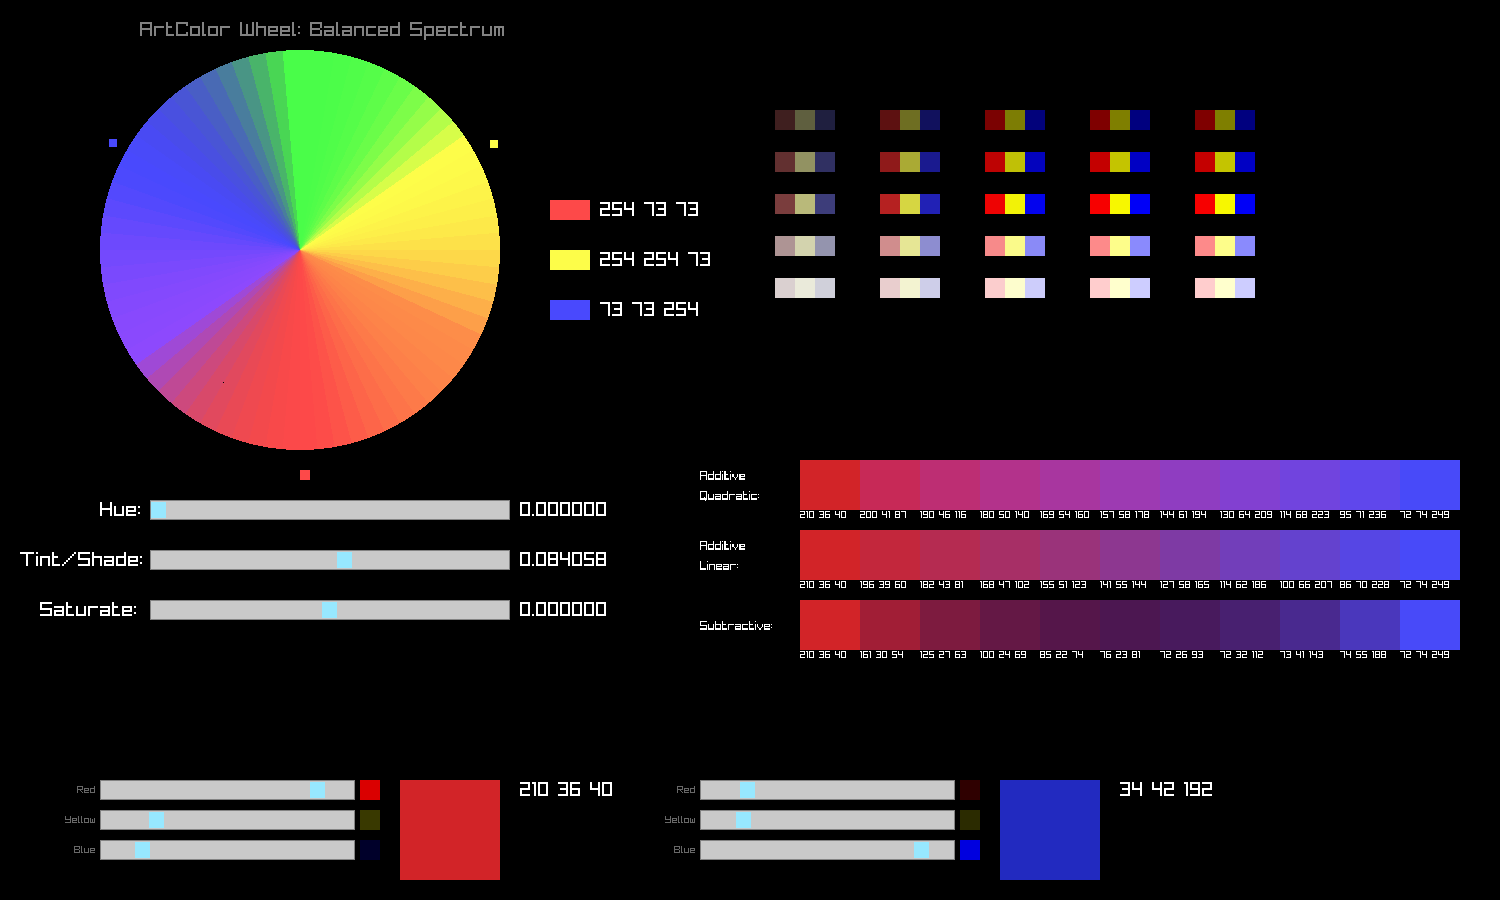 ArtColor Wheel: Balanced Spectrum
254 73 73
254 254 73
73 73 254
Hue: 0.000000
Tint/Shade: 0.084058
Saturate: 0.000000
Additive
Quadratic:
210 36 40 200 41 87 190 46 116 180 50 140 169 54 160 157 58 178 144 61 194 130 64 209 114 68 223 95 71 236 72 74 249
Additive
Linear:
210 36 40 196 39 60 182 43 81 168 47 102 155 51 123 141 55 144 127 58 165 114 62 186 100 66 207 86 70 228 72 74 249
Subtractive:
210 36 40 161 30 54 125 27 63 100 24 69 85 22 74 76 23 81 72 26 93 72 32 112 73 41 143 74 55 188 72 74 249
Red
Yellow
Blue
210 36 40
Red
Yellow
Blue
34 42 192